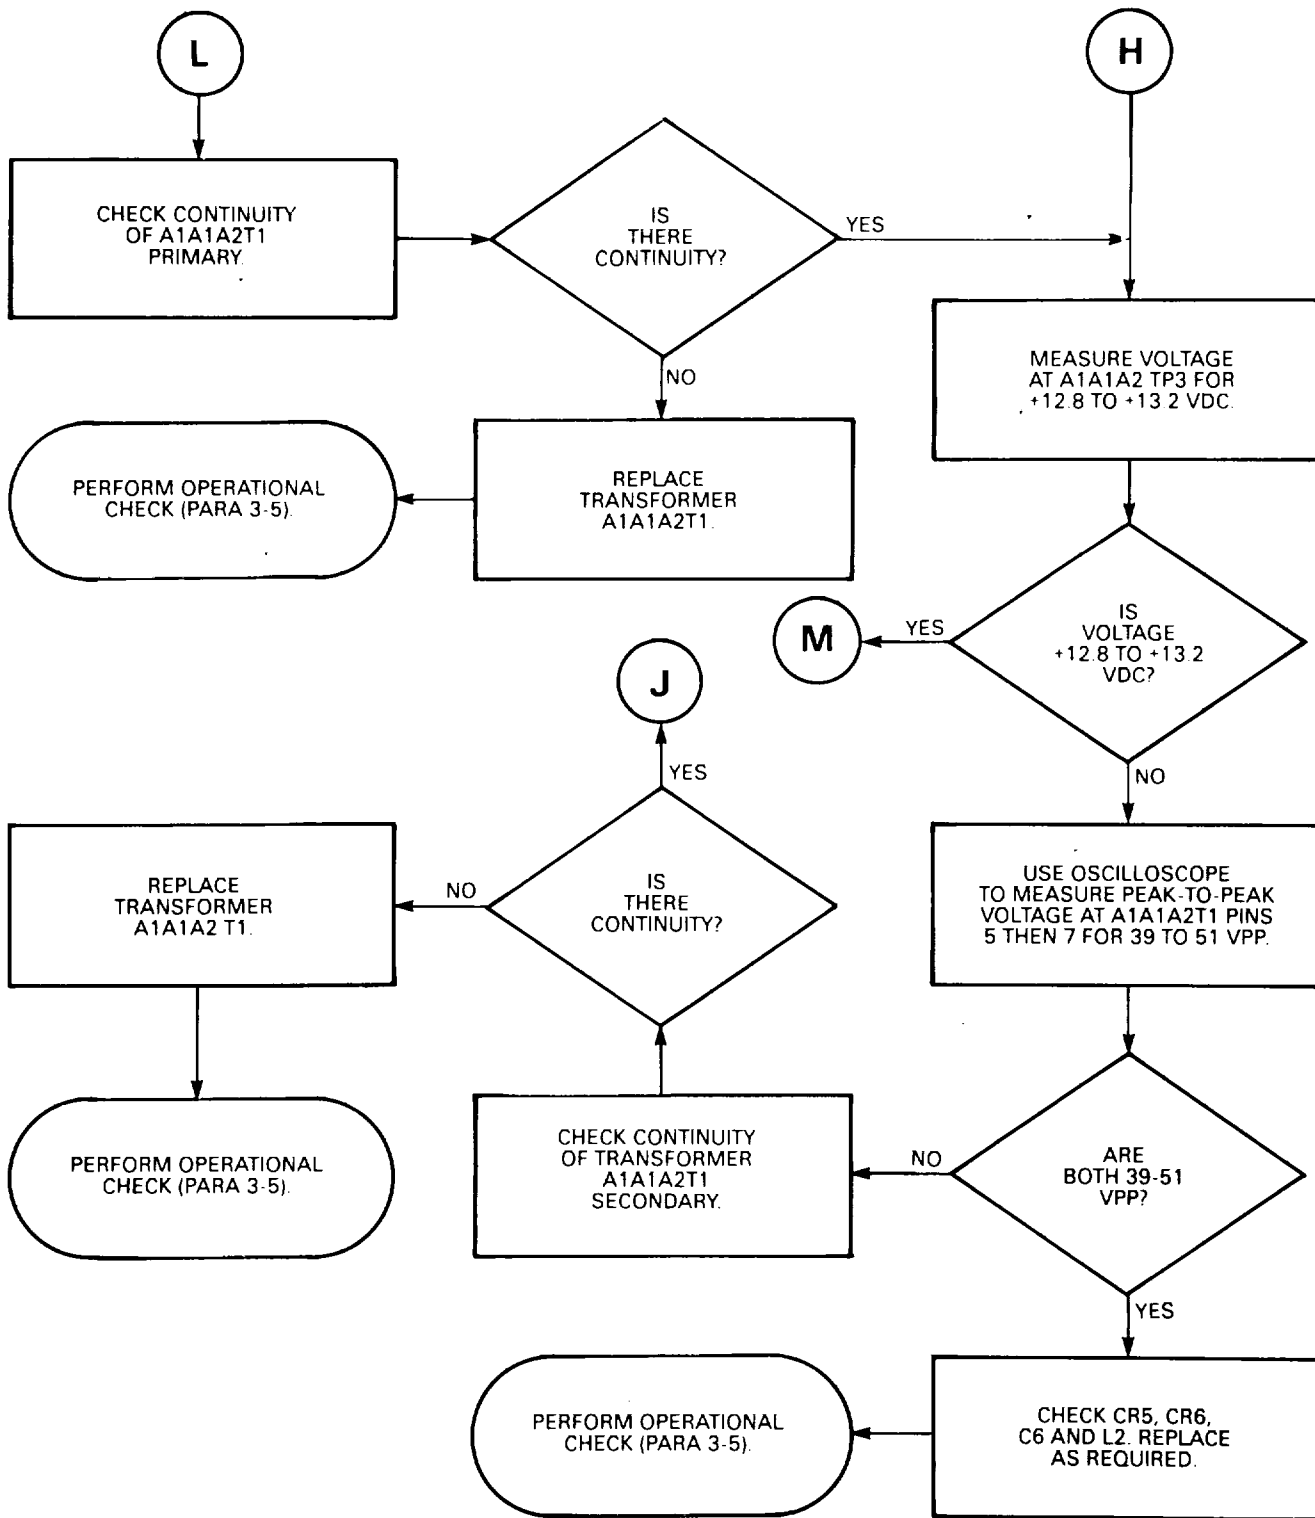 L
H
CHECK CONTINUITY
OF A1A1A2T1
PRIMARY.
IS
THERE
CONTINUITY?
YES
NO
MEASURE VOLTAGE
AT A1A1A2 TP3 FOR
+12.8 TO +13.2 VDC.
REPLACE
TRANSFORMER
A1A1A2T1.
PERFORM OPERATIONAL
CHECK (PARA 3-5).
IS
VOLTAGE
+12.8 TO +13.2
VDC?
YES
M
NO
J
YES
IS
THERE
CONTINUITY?
NO
REPLACE
TRANSFORMER
A1A1A2 T1.
USE OSCILLOSCOPE
TO MEASURE PEAK-TO-PEAK
VOLTAGE AT A1A1A2T1 PINS
5 THEN 7 FOR 39 TO 51 VPP.
PERFORM OPERATIONAL
CHECK (PARA 3-5).
CHECK CONTINUITY
OF TRANSFORMER
A1A1A2T1
SECONDARY.
NO
ARE
BOTH 39-51
VPP?
YES
PERFORM OPERATIONAL
CHECK (PARA 3-5).
CHECK CR5, CR6,
C6 AND L2. REPLACE
AS REQUIRED.